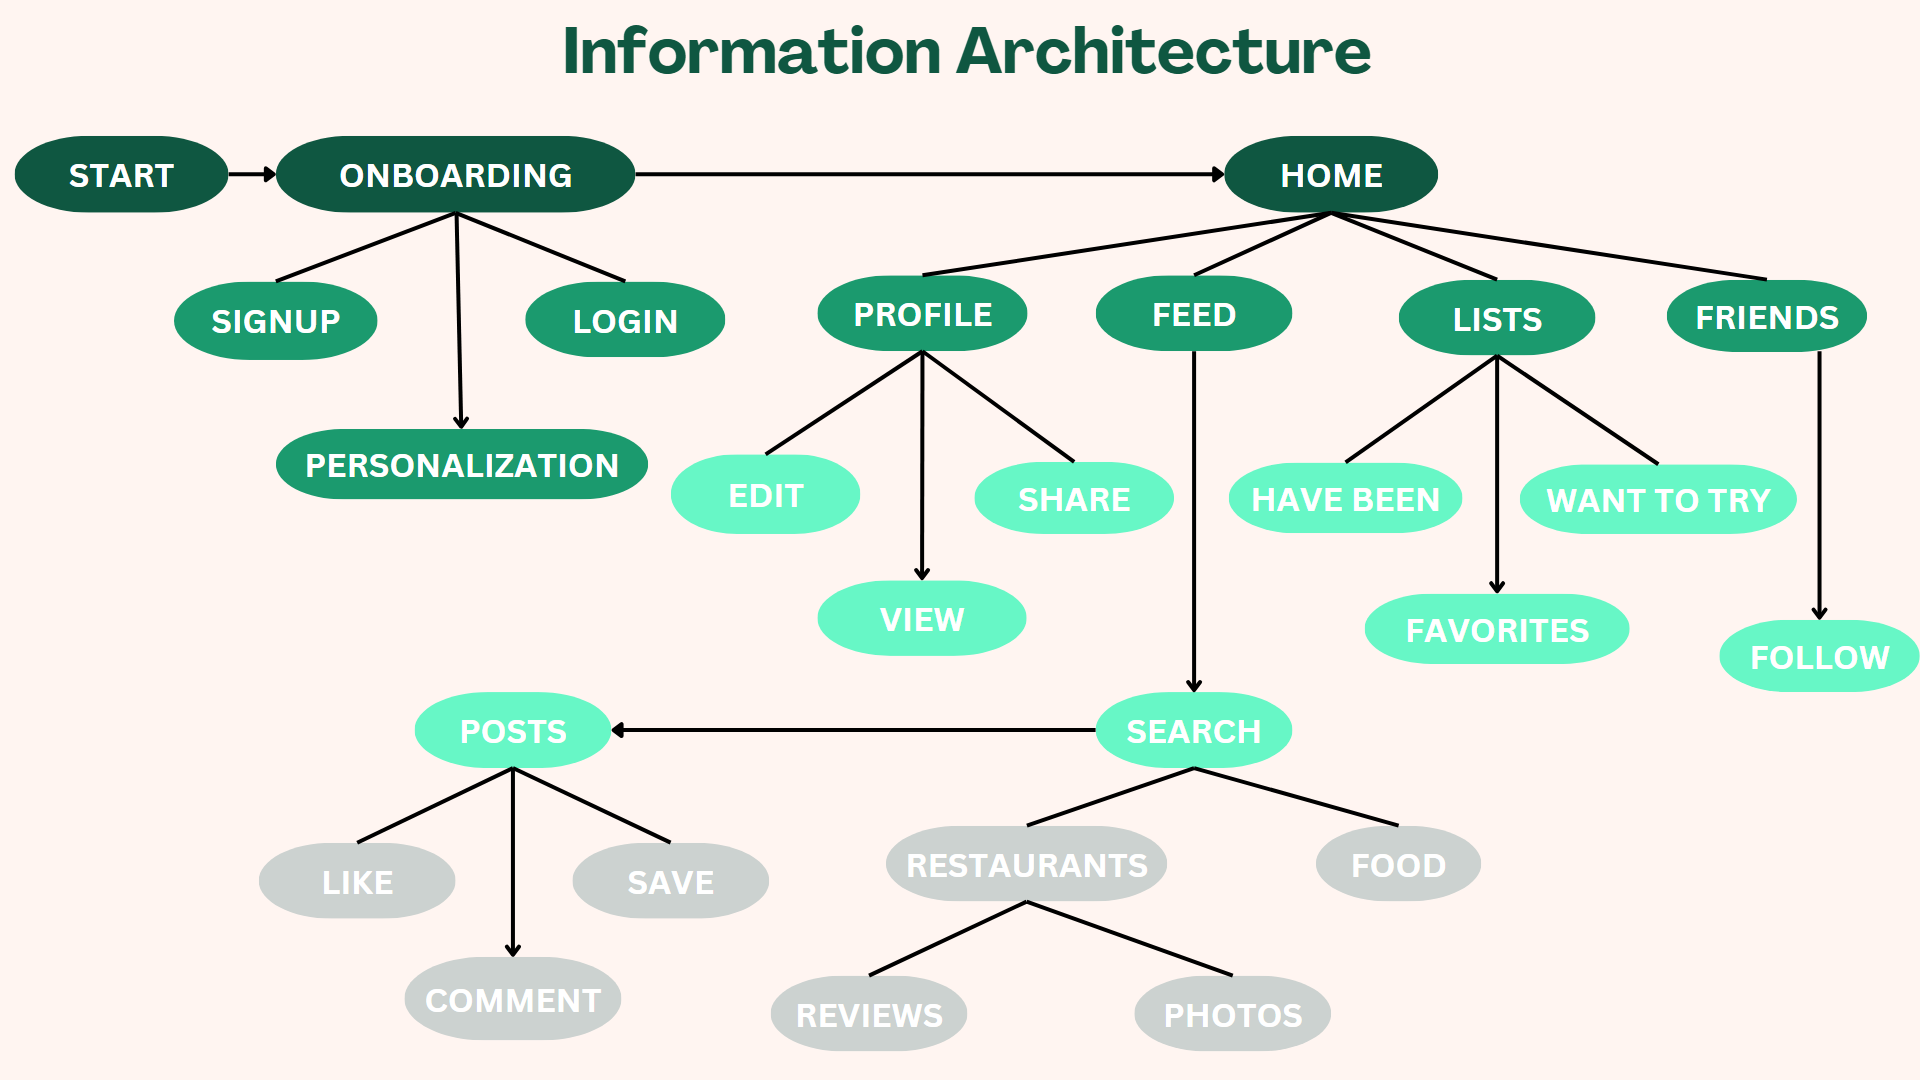 Information Architecture
START
ONBOARDING
HOME
SIGNUP
LOGIN
PROFILE
FEED
LISTS
FRIENDS
PERSONALIZATION
EDIT
SHARE
HAVE BEEN
WANT TO TRY
VIEW
FAVORITES
FOLLOW
POSTS
SEARCH
LIKE
SAVE
RESTAURANTS
FOOD
COMMENT
REVIEWS
PHOTOS